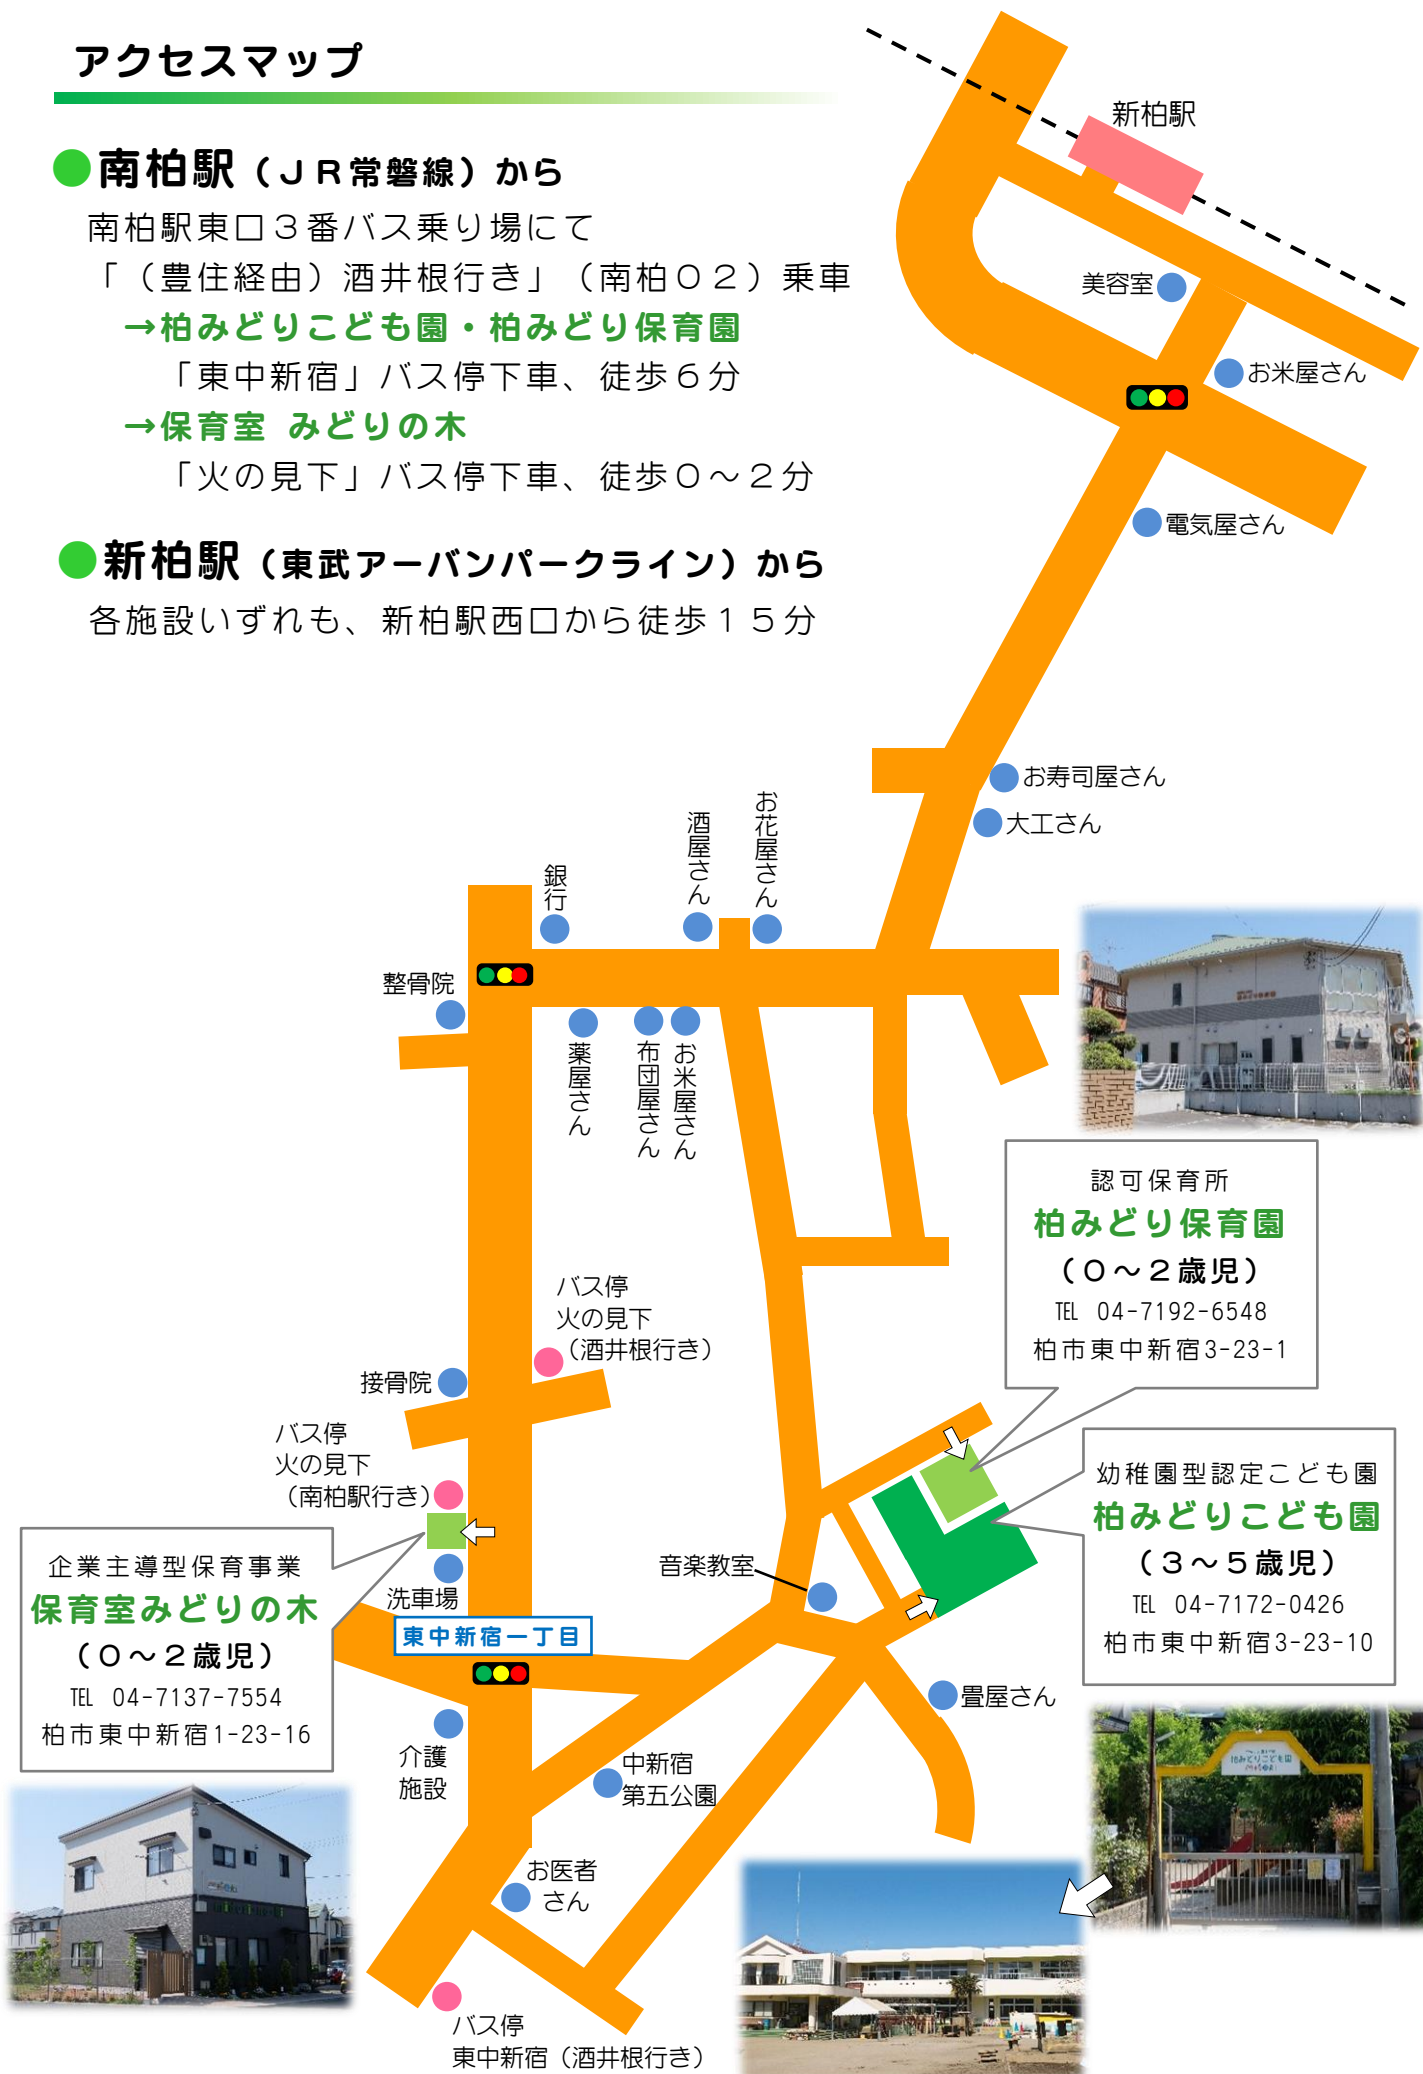 アクセスマップ
●南柏駅（ＪＲ常磐線）から
南柏駅東口３番バス乗り場にて
「（豊住経由）酒井根行き」（南柏０２）乗車
→柏みどりこども園・柏みどり保育園
「東中新宿」バス停下車、徒歩６分
→保育室 みどりの木
「火の見下」バス停下車、徒歩０～２分
●新柏駅（東武アーバンパークライン）から
各施設いずれも、新柏駅西口から徒歩１５分
新柏駅
美容室
お米屋さん
電気屋さん
お寿司屋さん
大工さん
お花屋さん
酒屋さん
銀行
整骨院
薬屋さん
布団屋さん
お米屋さん
認可保育所
柏みどり保育園
（０～２歳児）
TEL 04-7192-6548
柏市東中新宿3-23-1
バス停
火の見下
（酒井根行き）
接骨院
バス停
火の見下
（南柏駅行き）
幼稚園型認定こども園
柏みどりこども園
（３～５歳児）
TEL 04-7172-0426
柏市東中新宿3-23-10
企業主導型保育事業
保育室みどりの木
（０～２歳児）
TEL 04-7137-7554
柏市東中新宿1-23-16
洗車場
音楽教室
東中新宿一丁目
畳屋さん
介護
施設
中新宿
第五公園
お医者
さん
バス停
東中新宿（酒井根行き）
柏みどりこども園